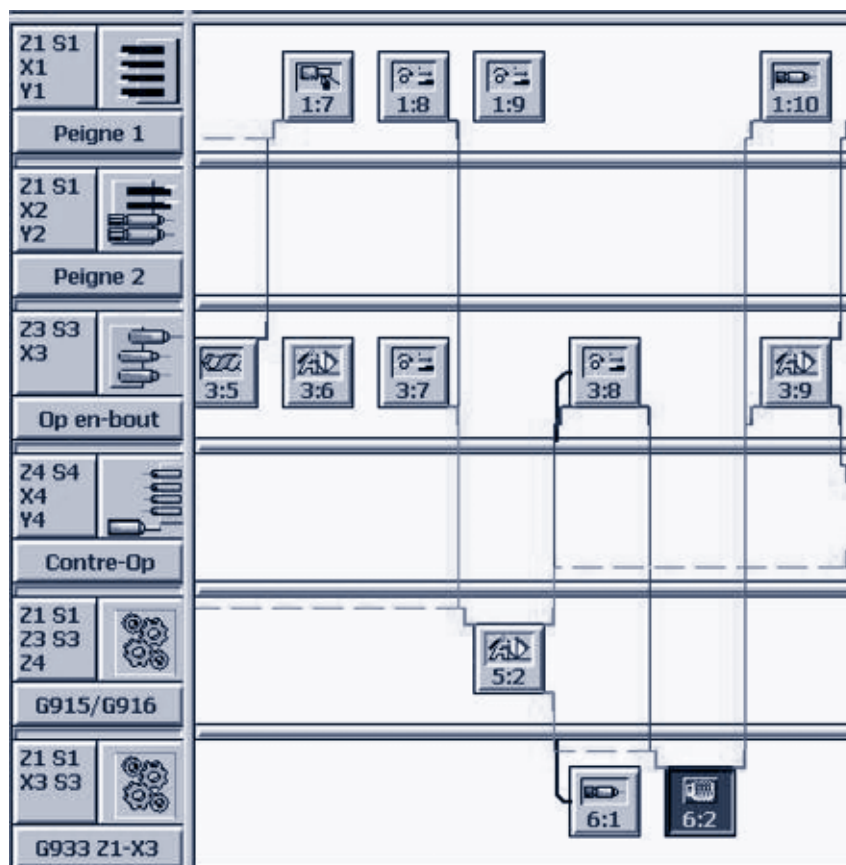 Z1 S1
X1
Y1
Peigne 1
1:7
1:8
1:9
1:10
Z1 S1
X2
Y2
Peigne 2
Z3 S3
X3
Op en-bout
3:5
3:6
3:7
3:8
3:9
Z4 S4
X4
Y4
Contre-Op
Z1 S1
Z3 S3
Z4
G915/G916
5:2
Z1 S1
X3 S3
G933 Z1-X3
6:1
6:2